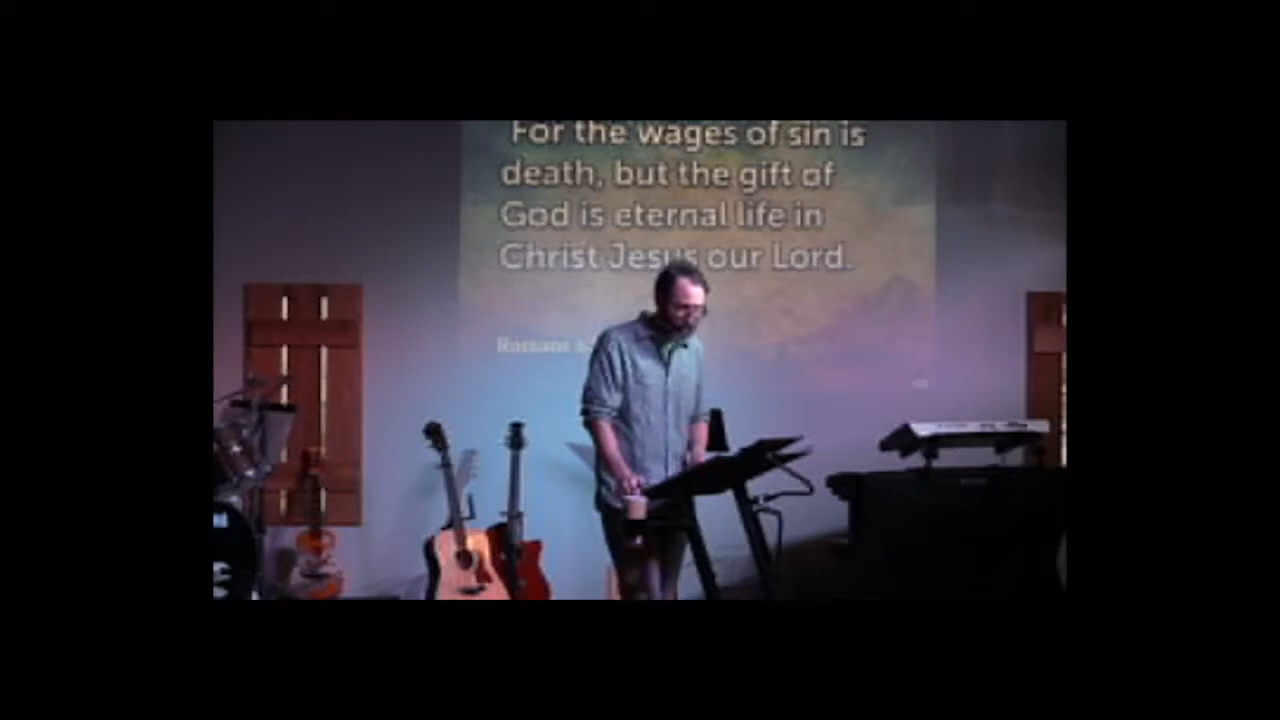 For the wages of sin is
death, but the gift of
God is eternal life in
Christ Jesus our Lord.
Romans